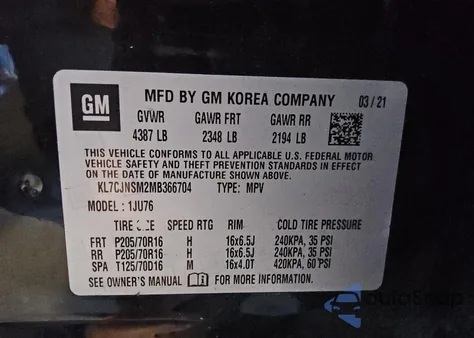 GM MFD BY GM KOREA COMPANY 03/21
GVWR GAWR FRT GAWR RR
4387 LB 2348 LB 2194 LB
THIS VEHICLE CONFORMS TO ALL APPLICABLE U.S. FEDERAL MOTOR
VEHICLE SAFETY AND THEFT PREVENTION STANDARDS IN EFFECT
ON THE DATE OF MANUFACTURE SHOWN ABOVE.
KL7CJNSM2MB366704 TYPE: MPV
MODEL: 1JU76
TIRE SPEED RTG RIM COLD TIRE PRESSURE
FRT P205/70R16 H 16x6.5J 240KPA, 35 PSI
RR P205/70R16 H 16x6.5J 240KPA, 35 PSI
SPA T125/70D16 M 16x4.0T 420KPA, 60 PSI
SEE OWNER'S MANUAL FOR MORE INFORMATION.